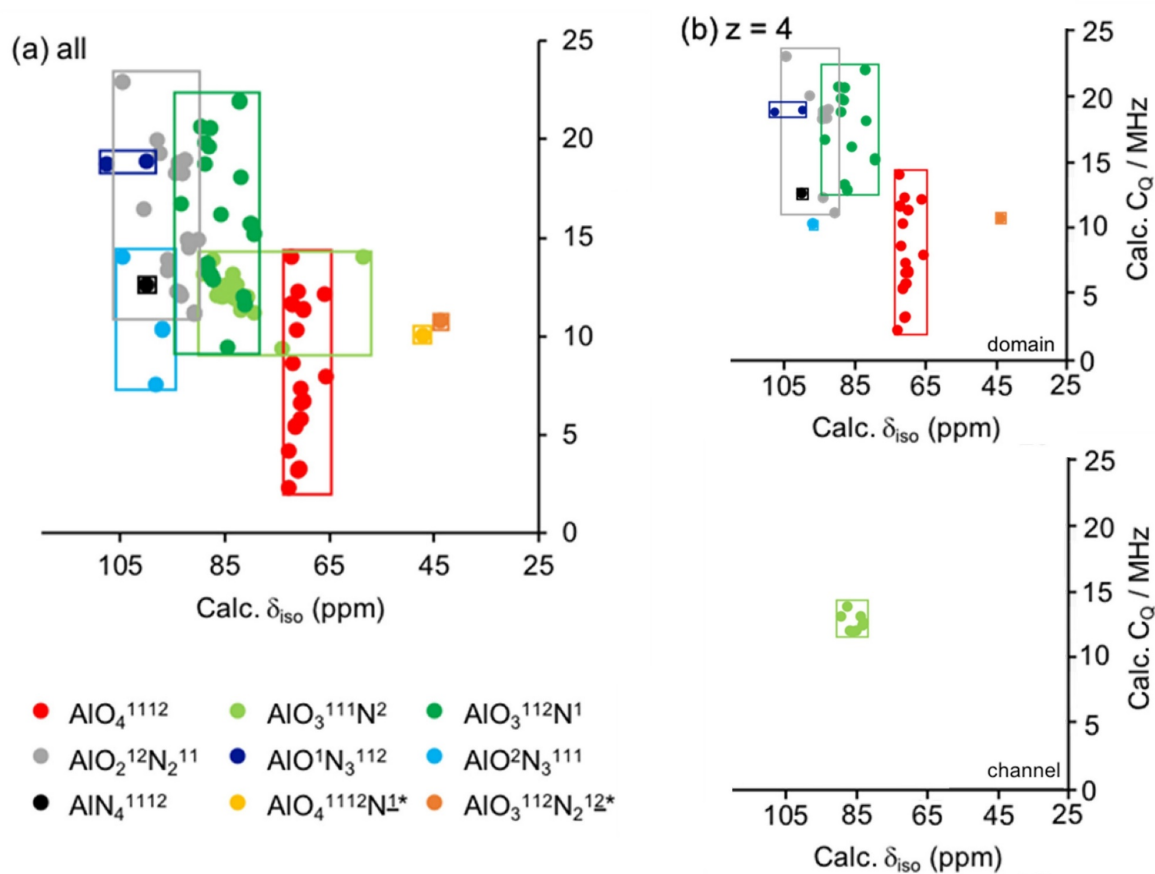 (a) all
25
20
15
10
5
0
105 85 65 45 25
Calc. δiso (ppm)
(b) z = 4
25
20
15
10
5
0
Calc. CQ / MHz
domain
105 85 65 45 25
Calc. δiso (ppm)
25
20
15
10
5
0
Calc. CQ / MHz
channel
105 85 65 45 25
Calc. δiso (ppm)
AlO₄¹¹¹² AlO₃¹¹¹N² AlO₃¹¹²N¹
AlO₂¹²N₂¹¹ AlO¹N₃¹¹² AlO²N₃¹¹¹
AlN₄¹¹¹² AlO₄¹¹¹²N¹* AlO₃¹¹²N₂¹²*